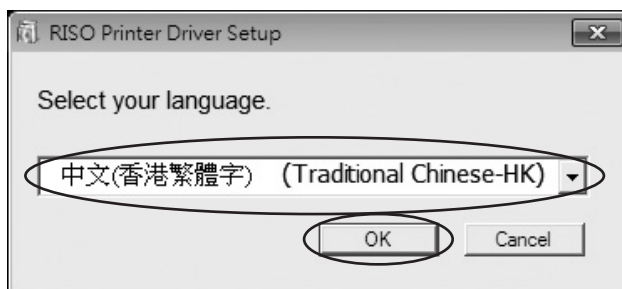 RISO Printer Driver Setup
Select your language.
中文(香港繁體字) (Traditional Chinese-HK)
OK Cancel